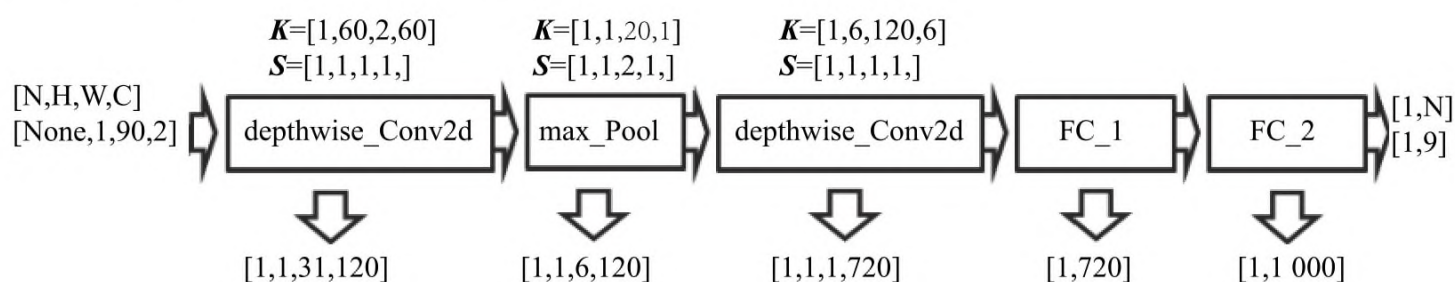 K=[1,60,2,60]
S=[1,1,1,1,]
K=[1,1,20,1]
S=[1,1,2,1,]
K=[1,6,120,6]
S=[1,1,1,1,]
[N,H,W,C]
[None,1,90,2]
depthwise_Conv2d
max_Pool
depthwise_Conv2d
FC_1
FC_2
[1,N]
[1,9]
[1,1,31,120]
[1,1,6,120]
[1,1,1,720]
[1,720]
[1,1 000]